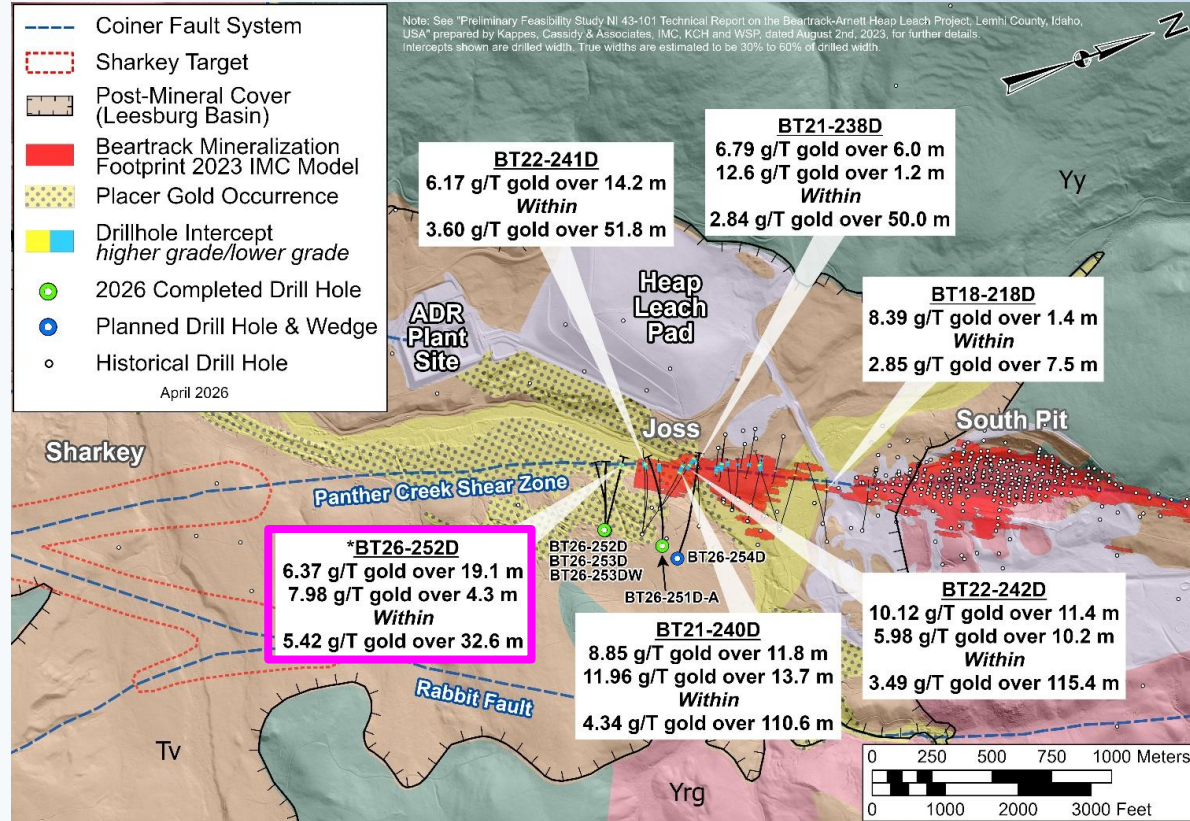 Coiner Fault System
Sharkey Target
Post-Mineral Cover
(Leesburg Basin)
Beartrack Mineralization
Footprint 2023 IMC Model
Placer Gold Occurrence
Drillhole Intercept
higher grade/lower grade
2026 Completed Drill Hole
Planned Drill Hole & Wedge
Historical Drill Hole
April 2026
Note: See "Preliminary Feasibility Study NI 43-101 Technical Report on the Beartrack-Arnett Heap Leach Project, Lemhi County, Idaho,
USA" prepared by Kappes, Cassidy & Associates, IMC, KCH and WSP, dated August 2nd, 2023, for further details.
Intercepts shown are drilled width. True widths are estimated to be 30% to 60% of drilled width.
N
BT21-238D
6.79 g/T gold over 6.0 m
12.6 g/T gold over 1.2 m
Within
2.84 g/T gold over 50.0 m
BT22-241D
6.17 g/T gold over 14.2 m
Within
3.60 g/T gold over 51.8 m
Yy
Heap
Leach
Pad
ADR
Plant
Site
BT18-218D
8.39 g/T gold over 1.4 m
Within
2.85 g/T gold over 7.5 m
Sharkey
Joss
South Pit
Panther Creek Shear Zone
*BT26-252D
6.37 g/T gold over 19.1 m
7.98 g/T gold over 4.3 m
Within
5.42 g/T gold over 32.6 m
BT26-252D
BT26-253D
BT26-253DW
BT26-254D
BT26-251D-A
BT21-240D
8.85 g/T gold over 11.8 m
11.96 g/T gold over 13.7 m
Within
4.34 g/T gold over 110.6 m
BT22-242D
10.12 g/T gold over 11.4 m
5.98 g/T gold over 10.2 m
Within
3.49 g/T gold over 115.4 m
Rabbit Fault
Tv
Yrg
0 250 500 750 1000 Meters
0 1000 2000 3000 Feet